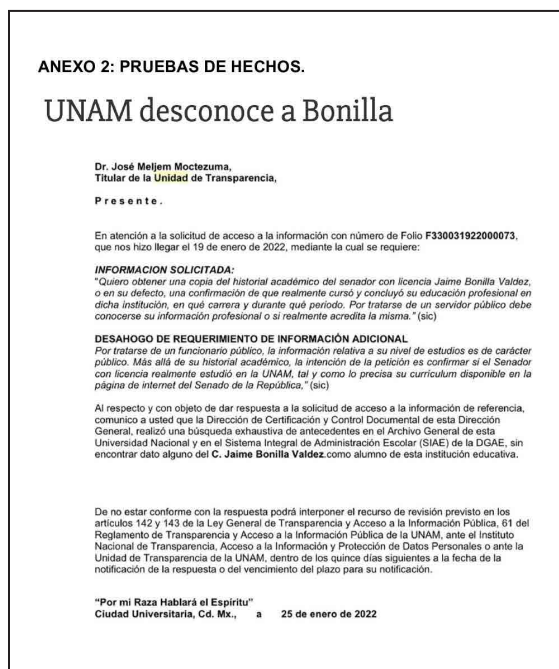 ANEXO 2: PRUEBAS DE HECHOS.
UNAM desconoce a Bonilla
Dr. José Meljem Moctezuma,
Titular de la Unidad de Transparencia,
P r e s e n t e .
En atención a la solicitud de acceso a la información con número de Folio F330031922000073,
que nos hizo llegar el 19 de enero de 2022, mediante la cual se requiere:
INFORMACION SOLICITADA:
"Quiero obtener una copia del historial académico del senador con licencia Jaime Bonilla Valdez,
o en su defecto, una confirmación de que realmente cursó y concluyó su educación profesional en
dicha institución, en qué carrera y durante qué período. Por tratarse de un servidor público debe
conocerse su información profesional o si realmente acredita la misma." (sic)
DESAHOGO DE REQUERIMIENTO DE INFORMACIÓN ADICIONAL
Por tratarse de un funcionario público, la información relativa a su nivel de estudios es de carácter
público. Más allá de su historial académico, la intención de la petición es confirmar si el Senador
con licencia realmente estudió en la UNAM, tal y como lo precisa su curriculum disponible en la
página de internet del Senado de la República," (sic)
Al respecto y con objeto de dar respuesta a la solicitud de acceso a la información de referencia,
comunico a usted que la Dirección de Certificación y Control Documental de esta Dirección
General, realizó una búsqueda exhaustiva de antecedentes en el Archivo General de esta
Universidad Nacional y en el Sistema Integral de Administración Escolar (SIAE) de la DGAE, sin
encontrar dato alguno del C. Jaime Bonilla Valdez.como alumno de esta institución educativa.
De no estar conforme con la respuesta podrá interponer el recurso de revisión previsto en los
artículos 142 y 143 de la Ley General de Transparencia y Acceso a la Información Pública, 61 del
Reglamento de Transparencia y Acceso a la Información Pública de la UNAM, ante el Instituto
Nacional de Transparencia, Acceso a la Información y Protección de Datos Personales o ante la
Unidad de Transparencia de la UNAM, dentro de los quince días siguientes a la fecha de la
notificación de la respuesta o del vencimiento del plazo para su notificación.
"Por mi Raza Hablará el Espíritu"
Ciudad Universitaria, Cd. Mx., a 25 de enero de 2022